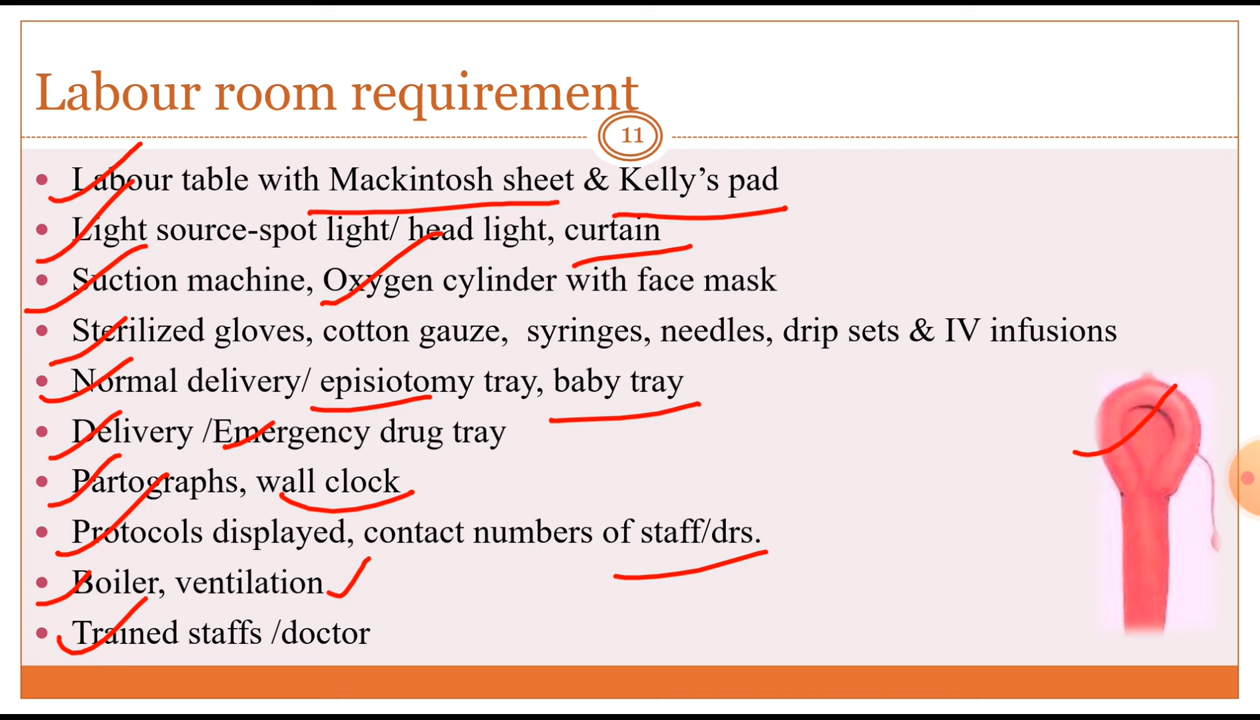 Labour room requirement
11
• Labour table with Mackintosh sheet & Kelly's pad
• Light source-spot light/ head light, curtain
• Suction machine, Oxygen cylinder with face mask
• Sterilized gloves, cotton gauze,  syringes, needles, drip sets & IV infusions
• Normal delivery/ episiotomy tray, baby tray
• Delivery /Emergency drug tray
• Partographs, wall clock
• Protocols displayed, contact numbers of staff/drs.
• Boiler, ventilation
• Trained staffs /doctor